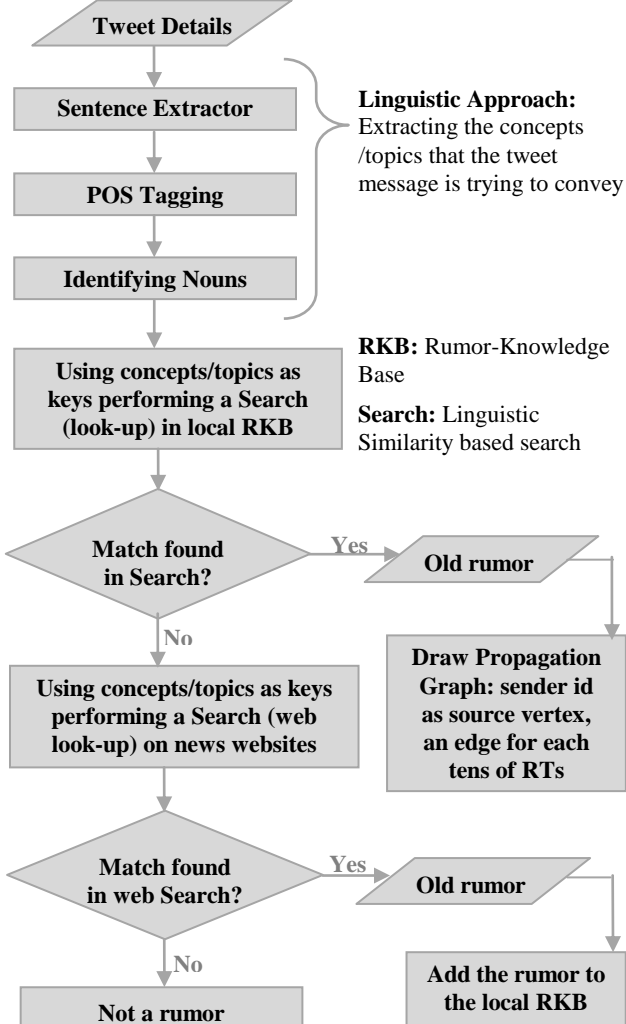 Tweet Details
Sentence Extractor
Linguistic Approach:
Extracting the concepts
/topics that the tweet
message is trying to convey
POS Tagging
Identifying Nouns
RKB: Rumor-Knowledge
Base
Search: Linguistic
Similarity based search
Using concepts/topics as
keys performing a Search
(look-up) in local RKB
Match found
in Search?
Yes
Old rumor
No
Draw Propagation
Graph: sender id
as source vertex,
an edge for each
tens of RTs
Using concepts/topics as keys
performing a Search (web
look-up) on news websites
Match found
in web Search?
Yes
Old rumor
No
Add the rumor to
the local RKB
Not a rumor